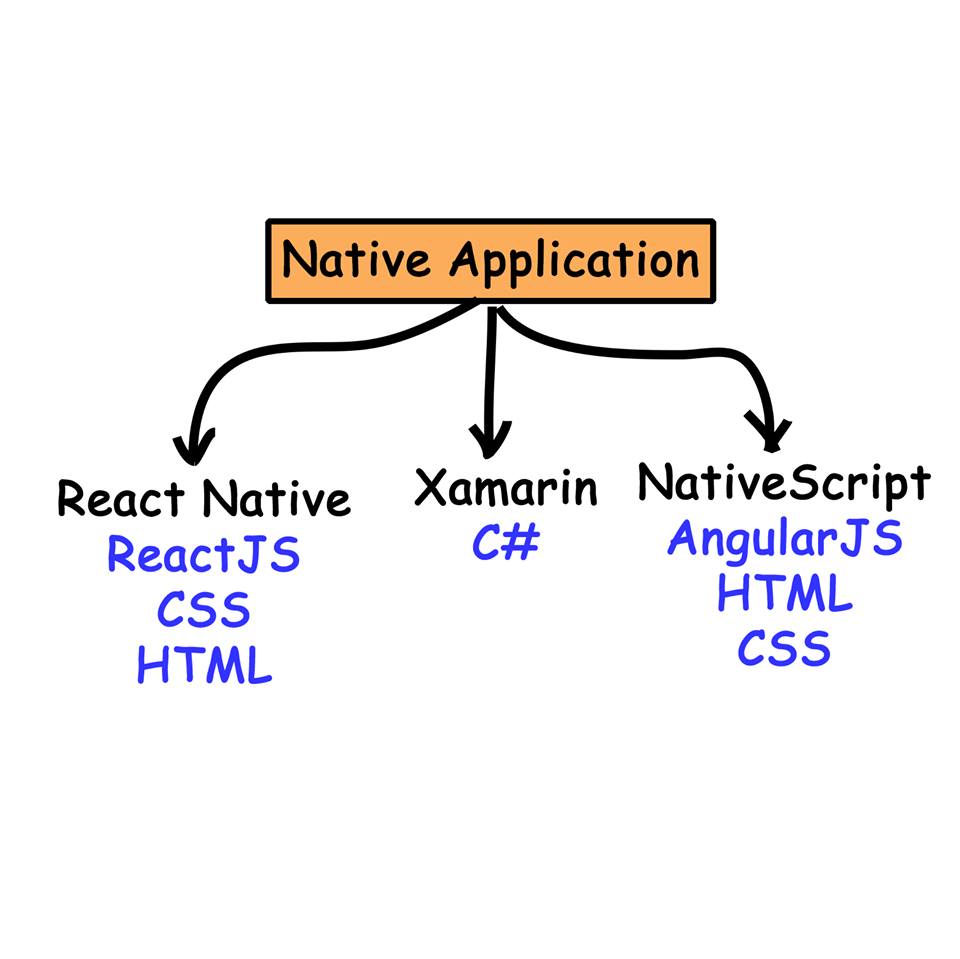 Native Application
React Native
ReactJS
CSS
HTML
Xamarin
C#
NativeScript
AngularJS
HTML
CSS